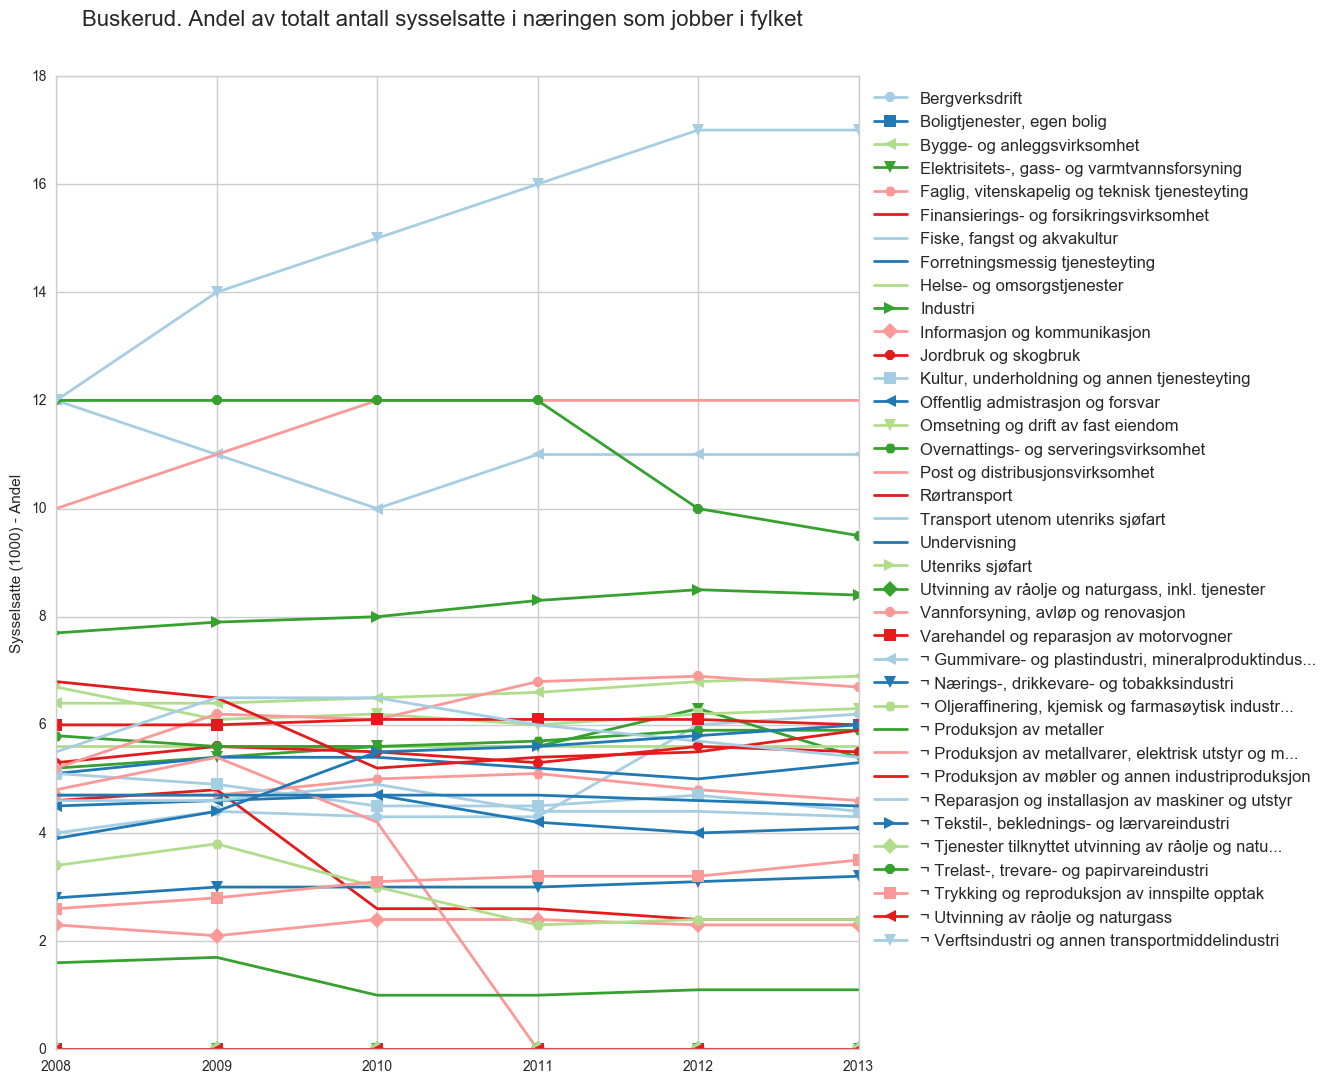 Buskerud. Andel av totalt antall sysselsatte i næringen som jobber i fylket
Sysselsatte (1000) - Andel
18
16
14
12
10
8
6
4
2
0
2008
2009
2010
2011
2012
2013
Bergverksdrift
Boligtjenester, egen bolig
Bygge- og anleggsvirksomhet
Elektrisitets-, gass- og varmtvannsforsyning
Faglig, vitenskapelig og teknisk tjenesteyting
Finansierings- og forsikringsvirksomhet
Fiske, fangst og akvakultur
Forretningsmessig tjenesteyting
Helse- og omsorgstjenester
Industri
Informasjon og kommunikasjon
Jordbruk og skogbruk
Kultur, underholdning og annen tjenesteyting
Offentlig admistrasjon og forsvar
Omsetning og drift av fast eiendom
Overnattings- og serveringsvirksomhet
Post og distribusjonsvirksomhet
Rørtransport
Transport utenom utenriks sjøfart
Undervisning
Utenriks sjøfart
Utvinning av råolje og naturgass, inkl. tjenester
Vannforsyning, avløp og renovasjon
Varehandel og reparasjon av motorvogner
¬ Gummivare- og plastindustri, mineralproduktindus...
¬ Nærings-, drikkevare- og tobakksindustri
¬ Oljeraffinering, kjemisk og farmasøytisk industr...
¬ Produksjon av metaller
¬ Produksjon av metallvarer, elektrisk utstyr og m...
¬ Produksjon av møbler og annen industriproduksjon
¬ Reparasjon og installasjon av maskiner og utstyr
¬ Tekstil-, beklednings- og lærvareindustri
¬ Tjenester tilknyttet utvinning av råolje og natu...
¬ Trelast-, trevare- og papirvareindustri
¬ Trykking og reproduksjon av innspilte opptak
¬ Utvinning av råolje og naturgass
¬ Verftsindustri og annen transportmiddelindustri